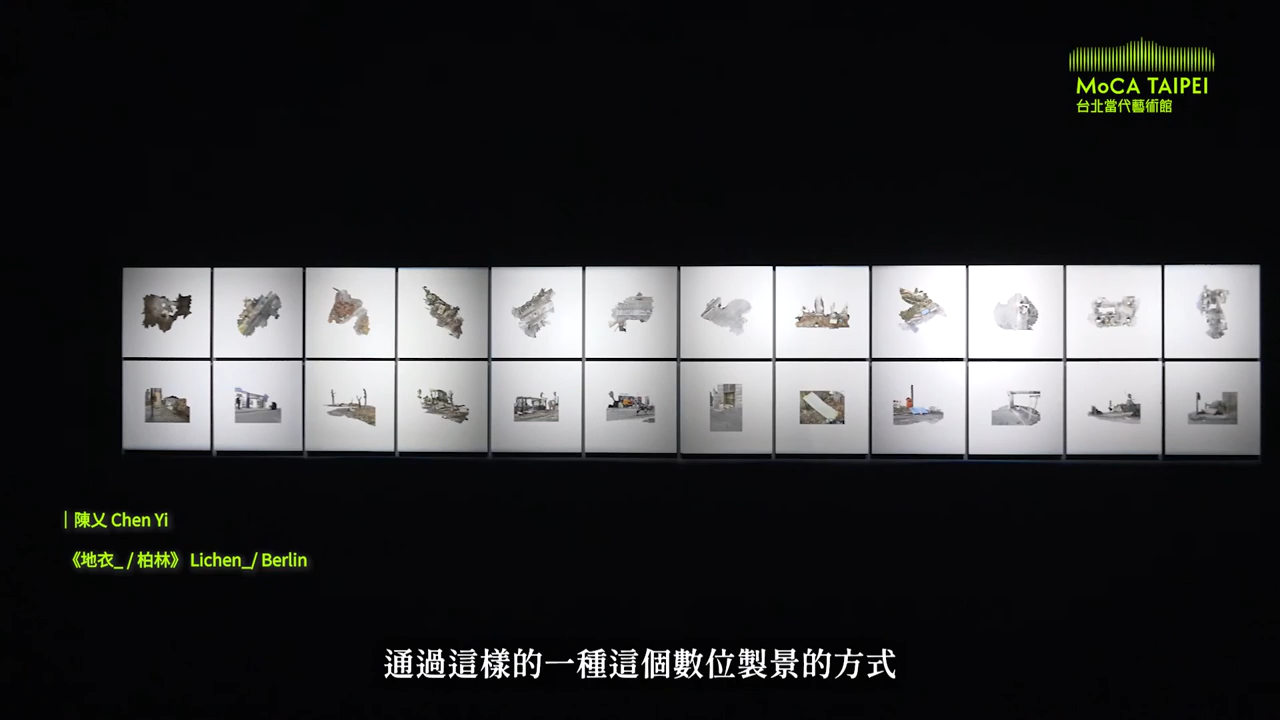 MoCA TAIPEI
台北當代藝術館
｜陳乂 Chen Yi
《地衣_ / 柏林》 Lichen_/ Berlin
通過這樣的一種這個數位製景的方式